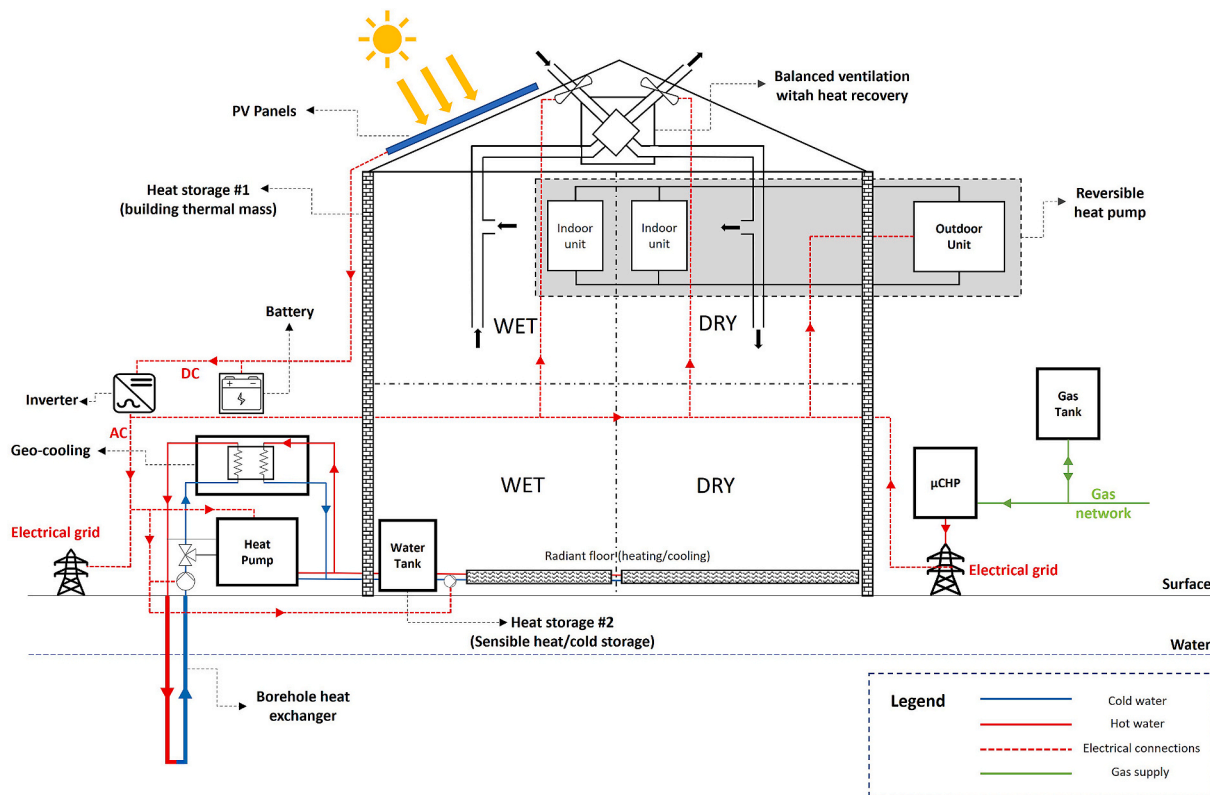 Balanced ventilation
witah heat recovery
PV Panels
Heat storage #1
(building thermal mass)
Reversible
heat pump
Indoor
unit
Indoor
unit
Outdoor
Unit
Battery
WET
DRY
DC
Inverter
AC
Geo-cooling
Gas
Tank
WET
DRY
µCHP
Gas
network
Electrical grid
Heat
Pump
Water
Tank
Radiant floor (heating/cooling)
Electrical grid
Surface
Heat storage #2
(Sensible heat/cold storage)
Water
Borehole heat
exchanger
Legend
Cold water
Hot water
Electrical connections
Gas supply